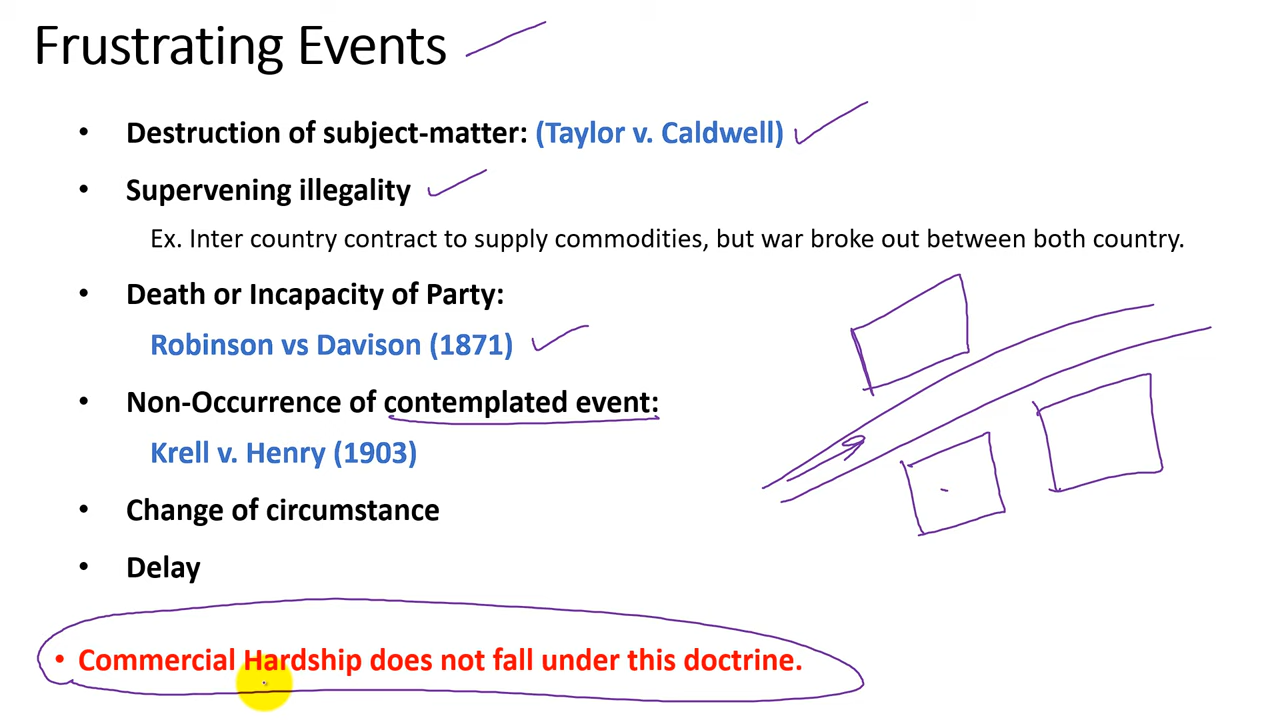 Frustrating Events
• Destruction of subject-matter: (Taylor v. Caldwell)
• Supervening illegality
Ex. Inter country contract to supply commodities, but war broke out between both country.
• Death or Incapacity of Party:
Robinson vs Davison (1871)
• Non-Occurrence of contemplated event:
Krell v. Henry (1903)
• Change of circumstance
• Delay
• Commercial Hardship does not fall under this doctrine.